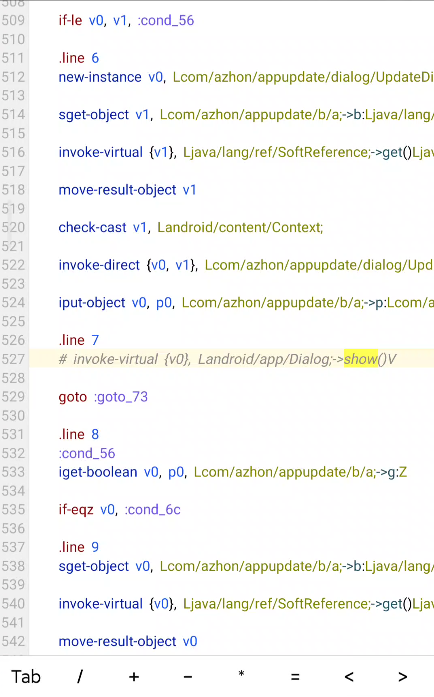 508
509 if-le v0, v1, :cond_56
510
511 .line 6
512 new-instance v0, Lcom/azhon/appupdate/dialog/UpdateDi
513
514 sget-object v1, Lcom/azhon/appupdate/b/a;->b:Ljava/lang/
515
516 invoke-virtual {v1}, Ljava/lang/ref/SoftReference;->get()Ljav
517
518 move-result-object v1
519
520 check-cast v1, Landroid/content/Context;
521
522 invoke-direct {v0, v1}, Lcom/azhon/appupdate/dialog/Upd
523
524 iput-object v0, p0, Lcom/azhon/appupdate/b/a;->p:Lcom/a
525
526 .line 7
527 # invoke-virtual {v0}, Landroid/app/Dialog;->show()V
528
529 goto :goto_73
530
531 .line 8
532 :cond_56
533 iget-boolean v0, p0, Lcom/azhon/appupdate/b/a;->g:Z
534
535 if-eqz v0, :cond_6c
536
537 .line 9
538 sget-object v0, Lcom/azhon/appupdate/b/a;->b:Ljava/lang/
539
540 invoke-virtual {v0}, Ljava/lang/ref/SoftReference;->get()Ljav
541
542 move-result-object v0
Tab / + - * = < >